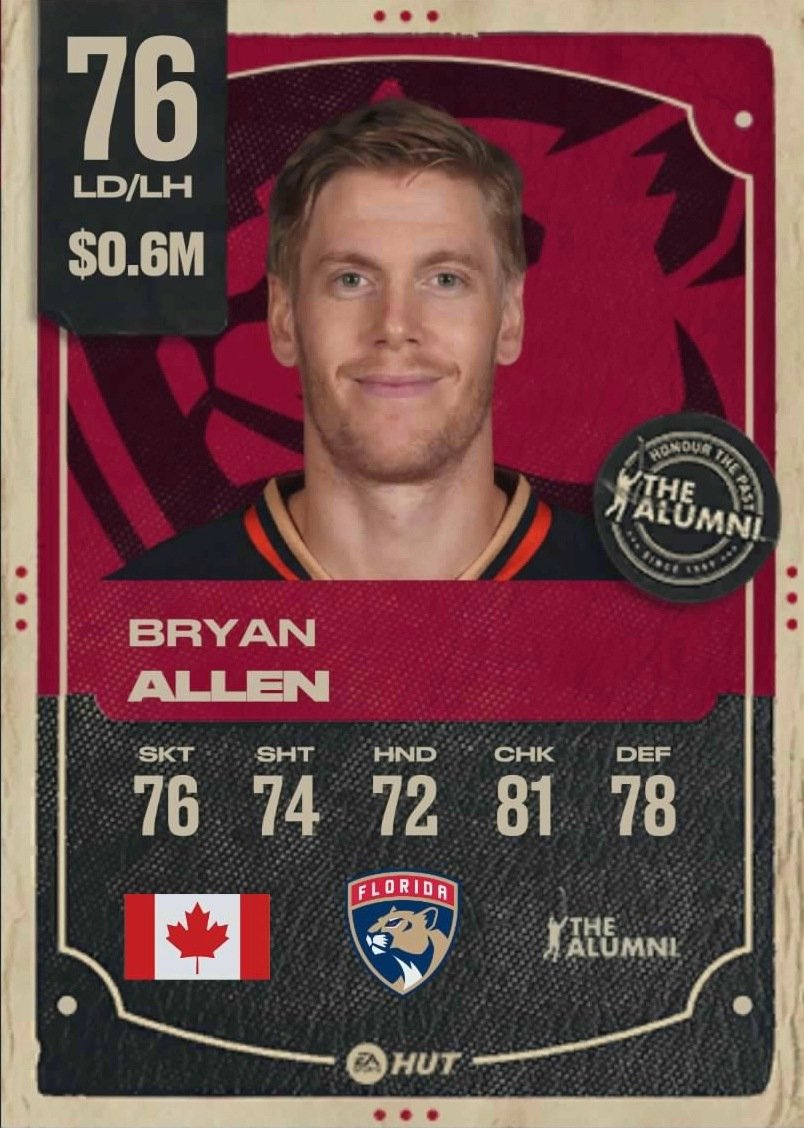 76
LD/LH
$0.6M
HONOUR THE PAST
THE
ALUMNI
BRYAN
ALLEN
SKT SHT HND CHK DEF
76 74 72 81 78
FLORIDA
THE
ALUMNI
EA
HUT